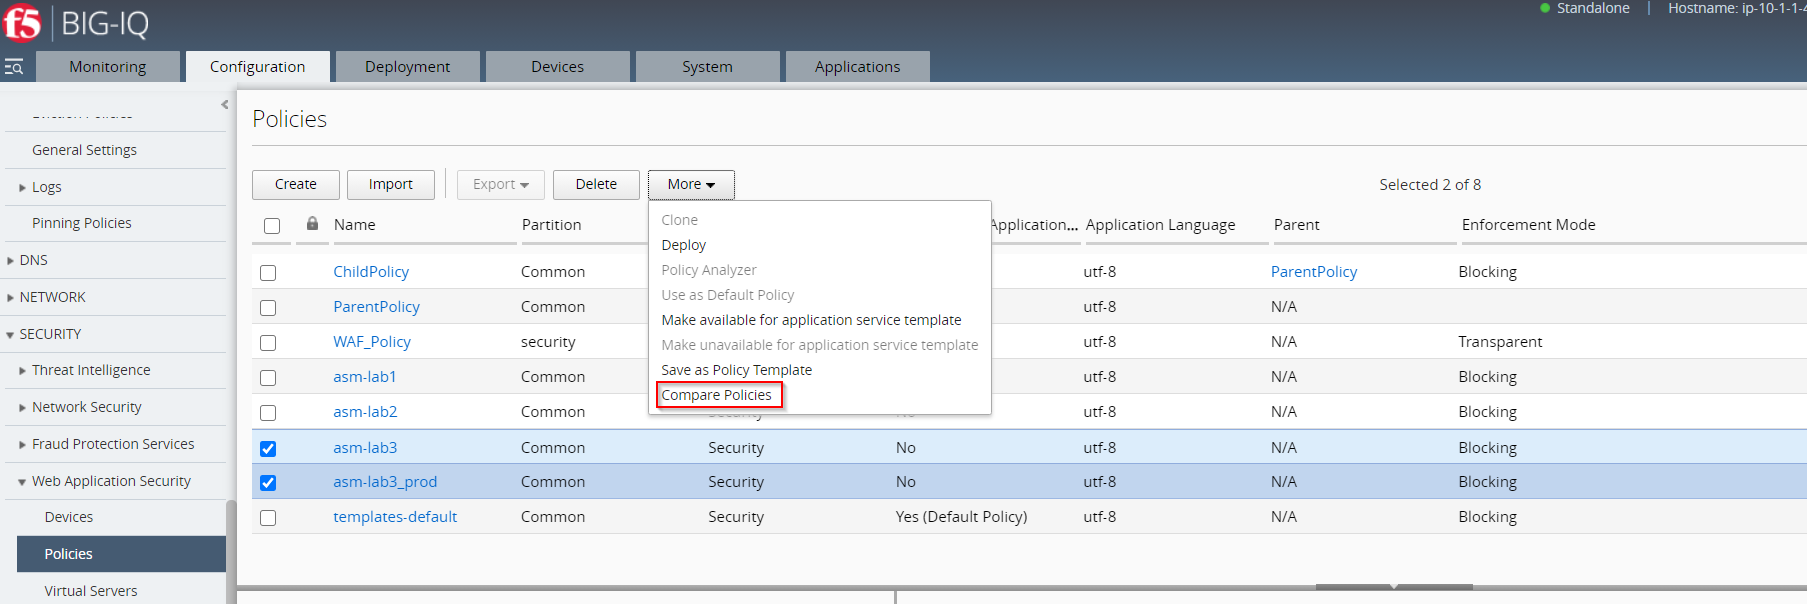 f5 BIG-IQ
Standalone | Hostname: ip-10-1-1-4
Monitoring Configuration Deployment Devices System Applications
Policies
General Settings
Logs
Pinning Policies
DNS
NETWORK
SECURITY
Threat Intelligence
Network Security
Fraud Protection Services
Web Application Security
Devices
Policies
Virtual Servers
Policies
Create Import Export Delete More Selected 2 of 8
Name Partition Application... Application Language Parent Enforcement Mode
Clone
Deploy
Policy Analyzer
Use as Default Policy
Make available for application service template
Make unavailable for application service template
Save as Policy Template
Compare Policies
ChildPolicy Common utf-8 ParentPolicy Blocking
ParentPolicy Common utf-8 N/A
WAF_Policy security utf-8 N/A Transparent
asm-lab1 Common utf-8 N/A Blocking
asm-lab2 Common Security No utf-8 N/A Blocking
asm-lab3 Common Security No utf-8 N/A Blocking
asm-lab3_prod Common Security No utf-8 N/A Blocking
templates-default Common Security Yes (Default Policy) utf-8 N/A Blocking